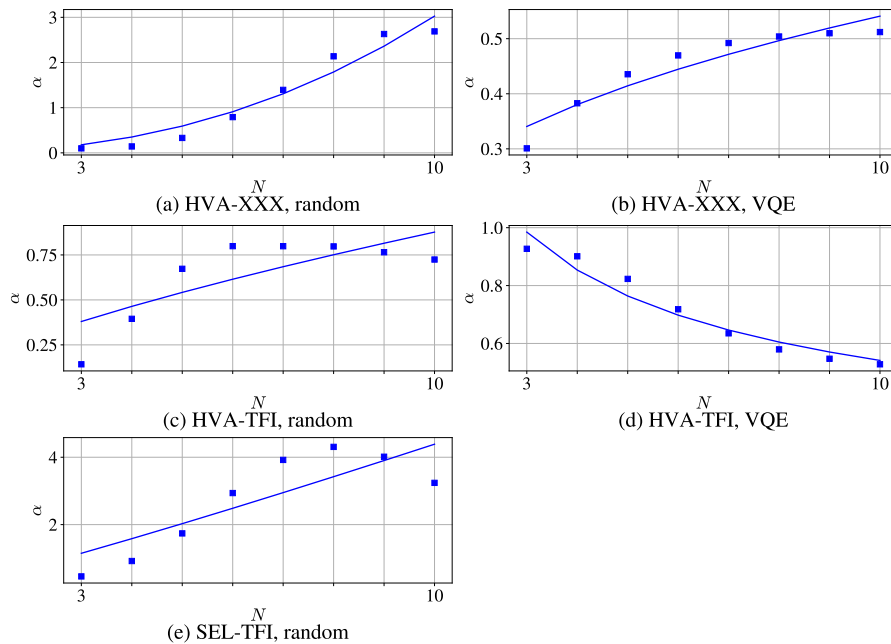 3
2
1
0
α
3
10
N
(a) HVA-XXX, random
0.5
0.4
0.3
α
3
10
N
(b) HVA-XXX, VQE
0.75
0.50
0.25
α
3
10
N
(c) HVA-TFI, random
1.0
0.8
0.6
α
3
10
N
(d) HVA-TFI, VQE
4
2
α
3
10
N
(e) SEL-TFI, random